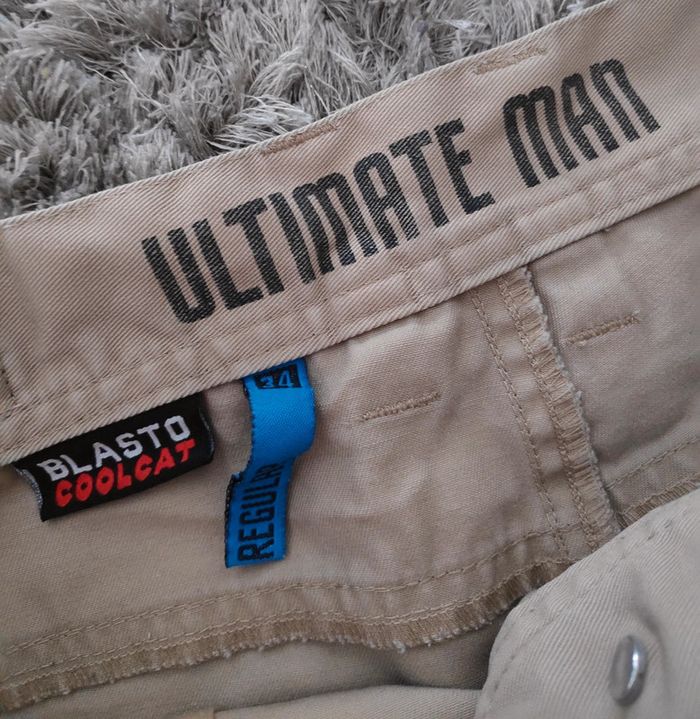 ULTIMATE MAN
BLASTO
COOLCAT
34
REGULAR